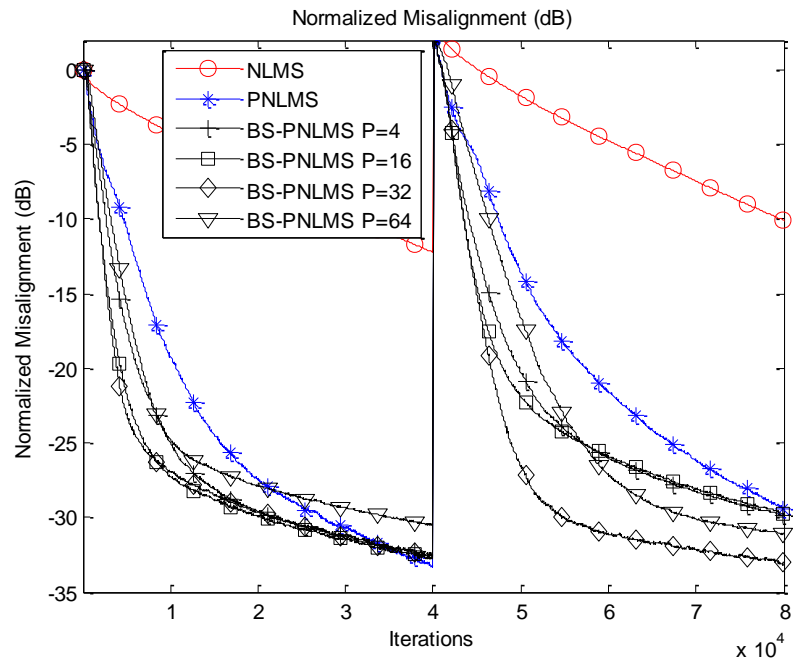 Normalized Misalignment (dB)
0
-5
-10
-15
-20
-25
-30
-35
Normalized Misalignment (dB)
NLMS
PNLMS
BS-PNLMS P=4
BS-PNLMS P=16
BS-PNLMS P=32
BS-PNLMS P=64
1 2 3 4 5 6 7 8
Iterations
x 10^4